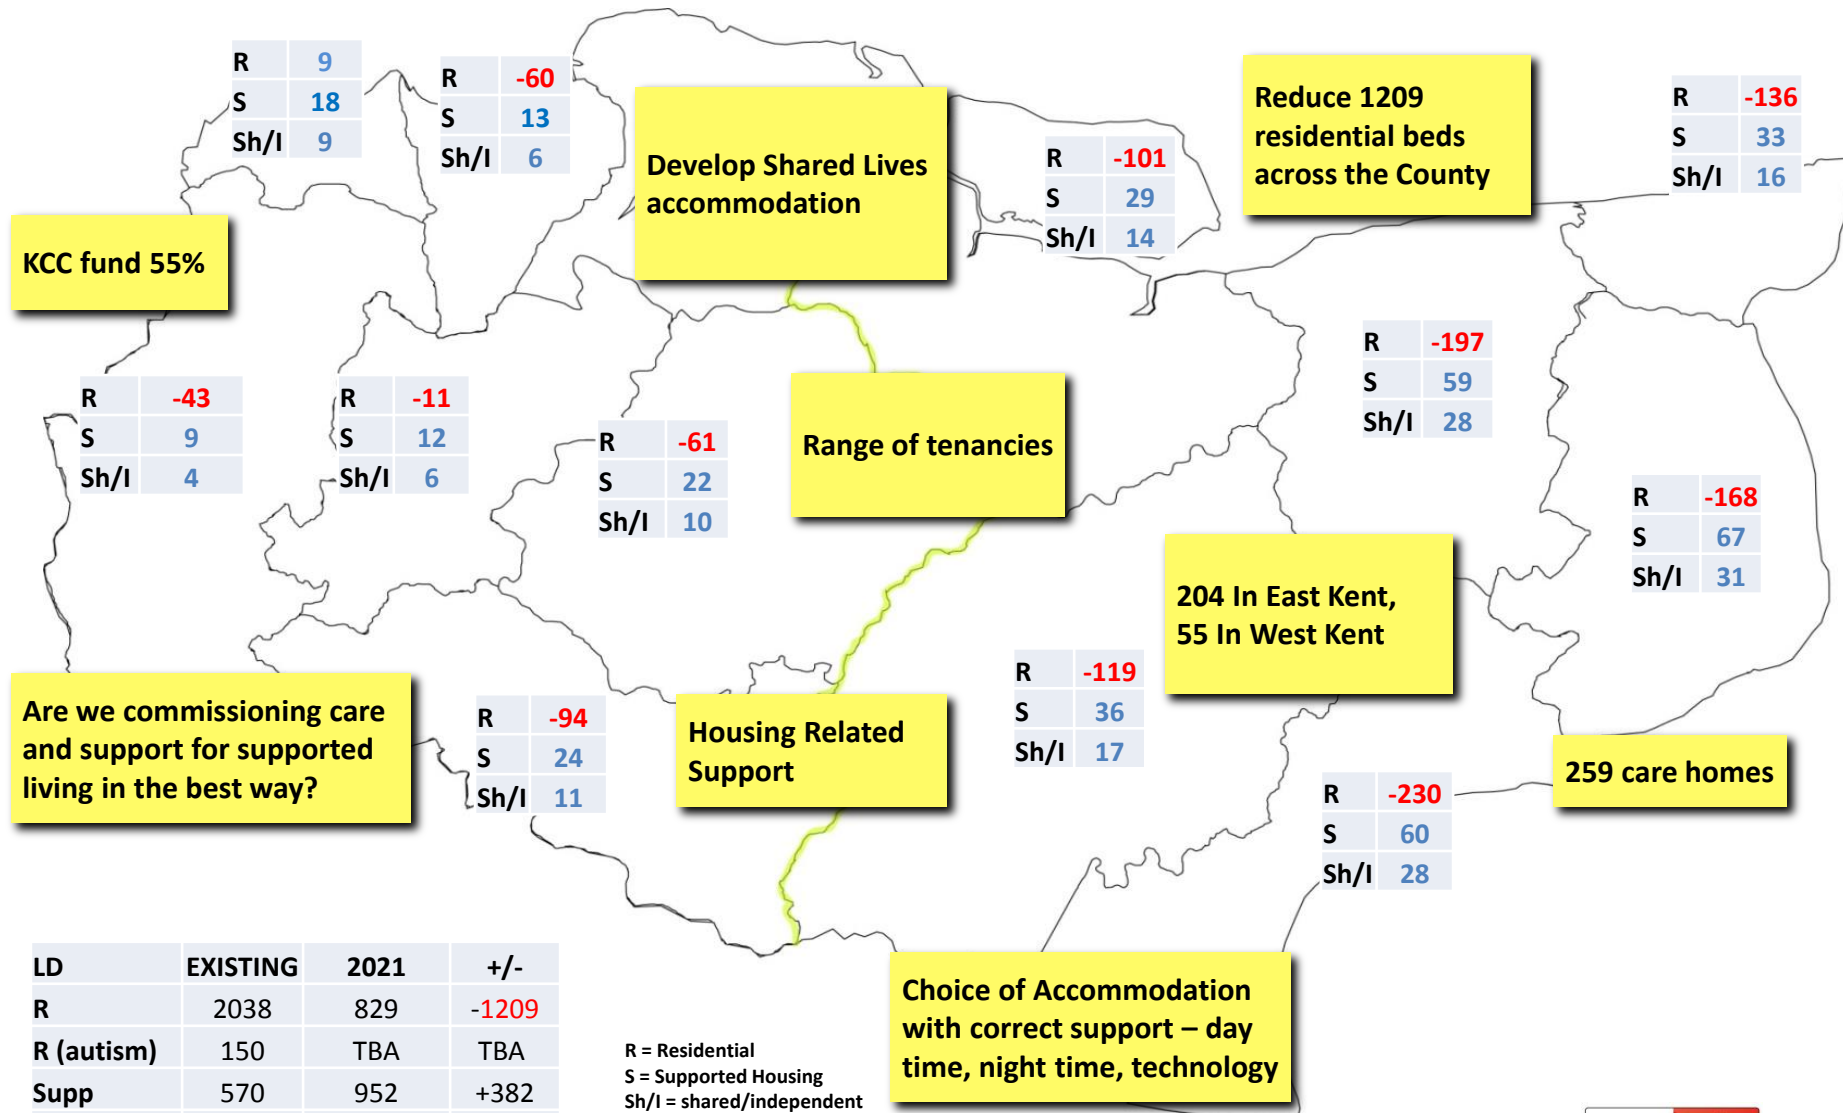 R 9
S 18
Sh/I 9
R -60
S 13
Sh/I 6
Develop Shared Lives
accommodation
R -101
S 29
Sh/I 14
Reduce 1209
residential beds
across the County
R -136
S 33
Sh/I 16
KCC fund 55%
R -43
S 9
Sh/I 4
R -11
S 12
Sh/I 6
R -61
S 22
Sh/I 10
Range of tenancies
R -197
S 59
Sh/I 28
R -168
S 67
Sh/I 31
204 In East Kent,
55 In West Kent
Are we commissioning care
and support for supported
living in the best way?
R -94
S 24
Sh/I 11
Housing Related
Support
R -119
S 36
Sh/I 17
259 care homes
R -230
S 60
Sh/I 28
LD EXISTING 2021 +/-
R 2038 829 -1209
R (autism) 150 TBA TBA
Supp 570 952 +382
R = Residential
S = Supported Housing
Sh/I = shared/independent
Choice of Accommodation
with correct support – day
time, night time, technology